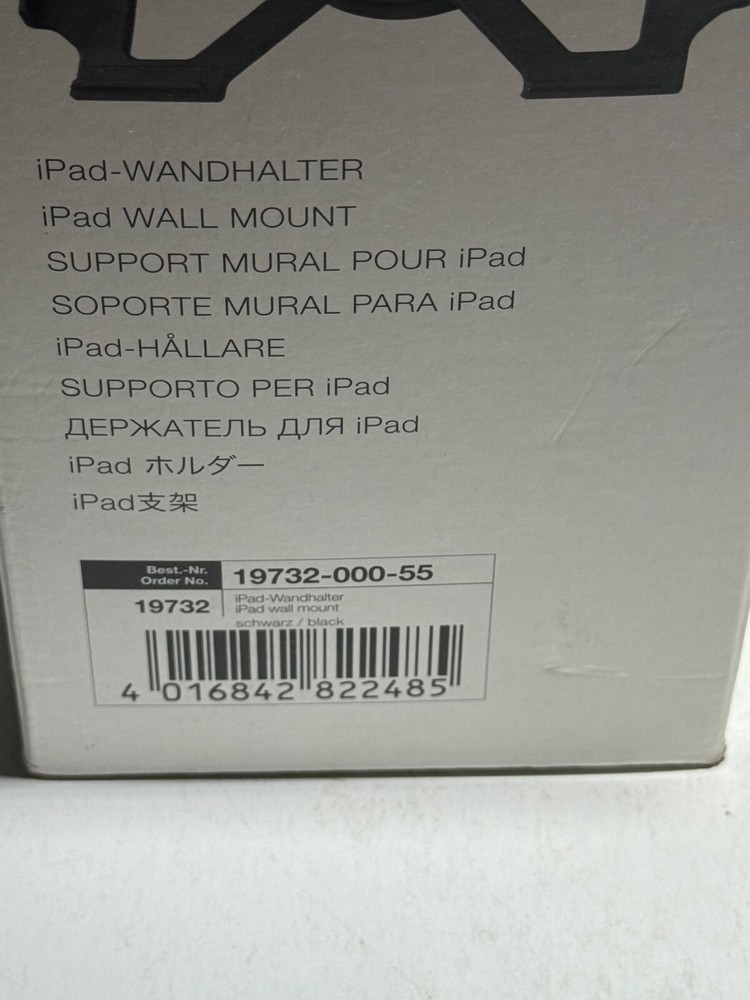 iPad-WANDHALTER
iPad WALL MOUNT
SUPPORT MURAL POUR iPad
SOPORTE MURAL PARA iPad
iPad-HÅLLARE
SUPPORTO PER iPad
ДЕРЖАТЕЛЬ ДЛЯ iPad
iPad ホルダー
iPad支架
Best.-Nr.
Order No.
19732-000-55
19732
iPad-Wandhalter
iPad wall mount
schwarz / black
4 016842 822485